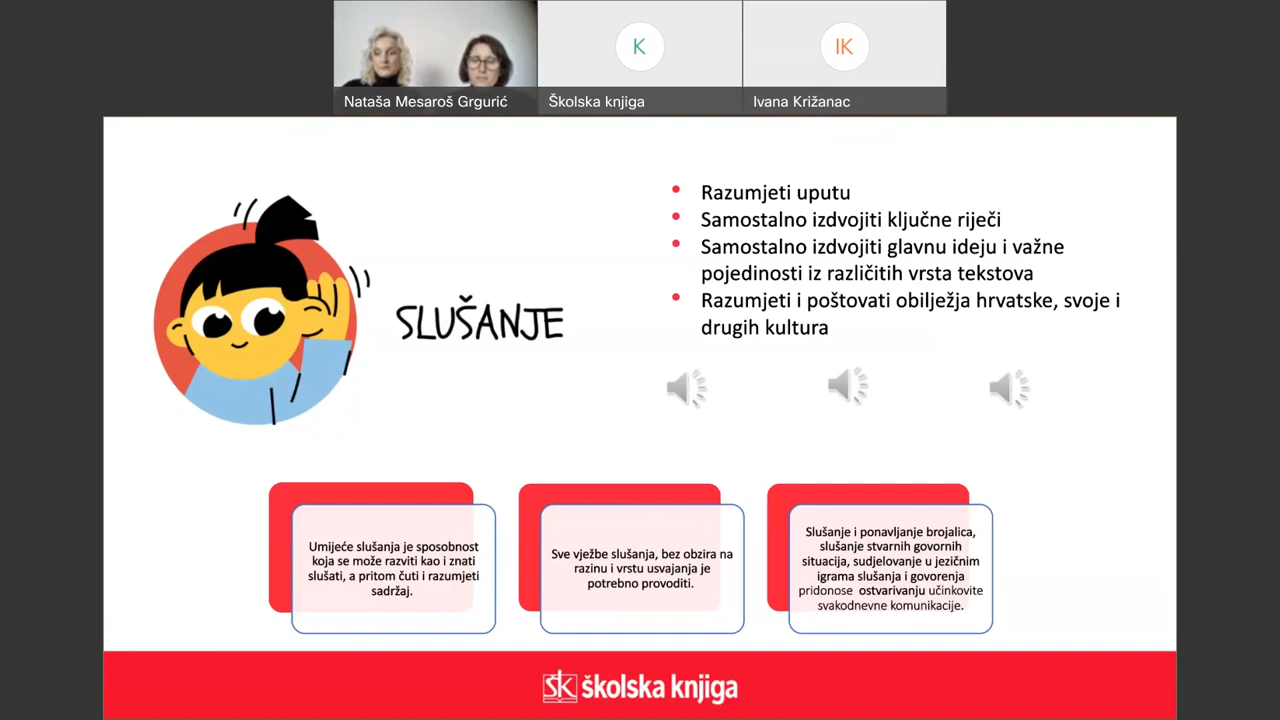 K
IK
Nataša Mesaroš Grgurić
Školska knjiga
Ivana Križanac
SLUŠANJE
• Razumjeti uputu
• Samostalno izdvojiti ključne riječi
• Samostalno izdvojiti glavnu ideju i važne
pojedinosti iz različitih vrsta tekstova
• Razumjeti i poštovati obilježja hrvatske, svoje i
drugih kultura
Umijeće slušanja je sposobnost
koja se može razviti kao i znati
slušati, a pritom čuti i razumjeti
sadržaj.
Sve vježbe slušanja, bez obzira na
razinu i vrstu usvajanja je
potrebno provoditi.
Slušanje i ponavljanje brojalica,
slušanje stvarnih govornih
situacija, sudjelovanje u jezičnim
igrama slušanja i govorenja
pridonose ostvarivanju učinkovite
svakodnevne komunikacije.
šk školska knjiga